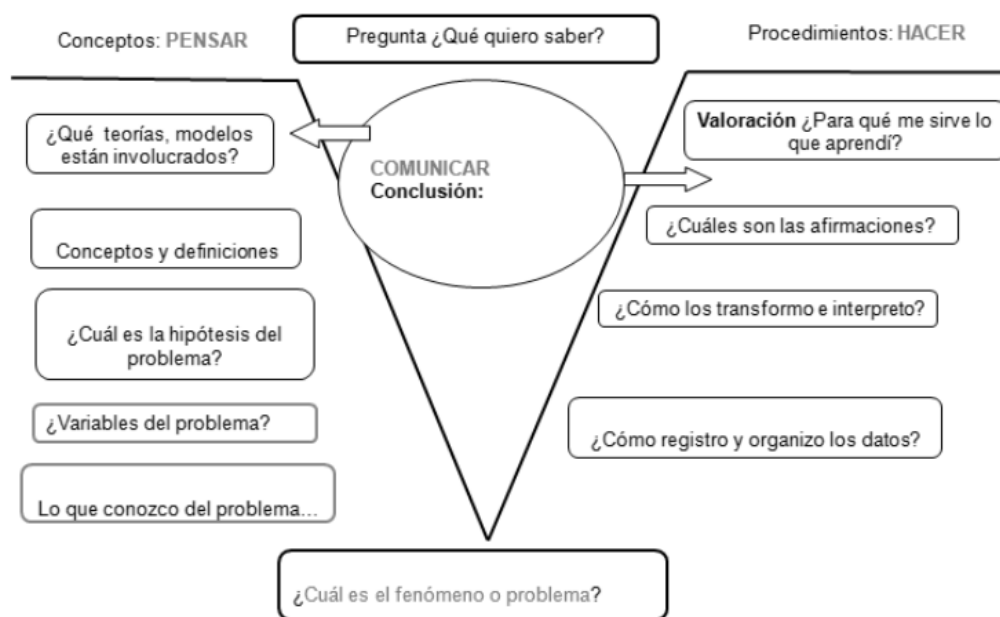 Conceptos: PENSAR
Pregunta ¿Qué quiero saber?
Procedimientos: HACER
¿Qué teorías, modelos
están involucrados?
Conceptos y definiciones
¿Cuál es la hipótesis del
problema?
¿Variables del problema?
Lo que conozco del problema...
COMUNICAR
Conclusión:
Valoración ¿Para qué me sirve lo
que aprendí?
¿Cuáles son las afirmaciones?
¿Cómo los transformo e interpreto?
¿Cómo registro y organizo los datos?
¿Cuál es el fenómeno o problema?